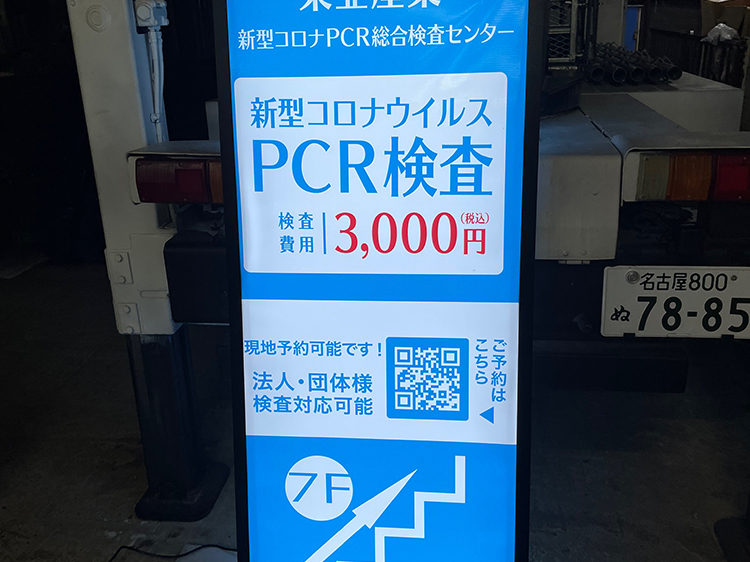 新型コロナPCR総合検査センター
新型コロナウイルス
PCR検査
検査
費用
3,000円
(税込)
現地予約可能です！
法人・団体様
検査対応可能
ご予約は
こちら
7F
名古屋800
ぬ 78-85